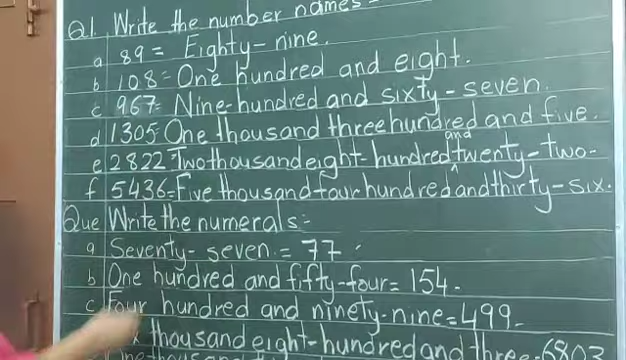 Q1. Write the number names-
a 89 = Eighty-nine.
b 108 = One hundred and eight.
c 967 = Nine-hundred and sixty-seven.
d 1305 One thousand three hundred and five.
e 2822 = Two thousand eight-hundred and twenty-two-
f 5436 = Five thousand four hundred and thirty-six.
Que Write the numerals:-
a Seventy-seven. = 77
b One hundred and fifty-four = 154.
c Four hundred and ninety-nine = 499.
thousand eight-hundred and three = 6803